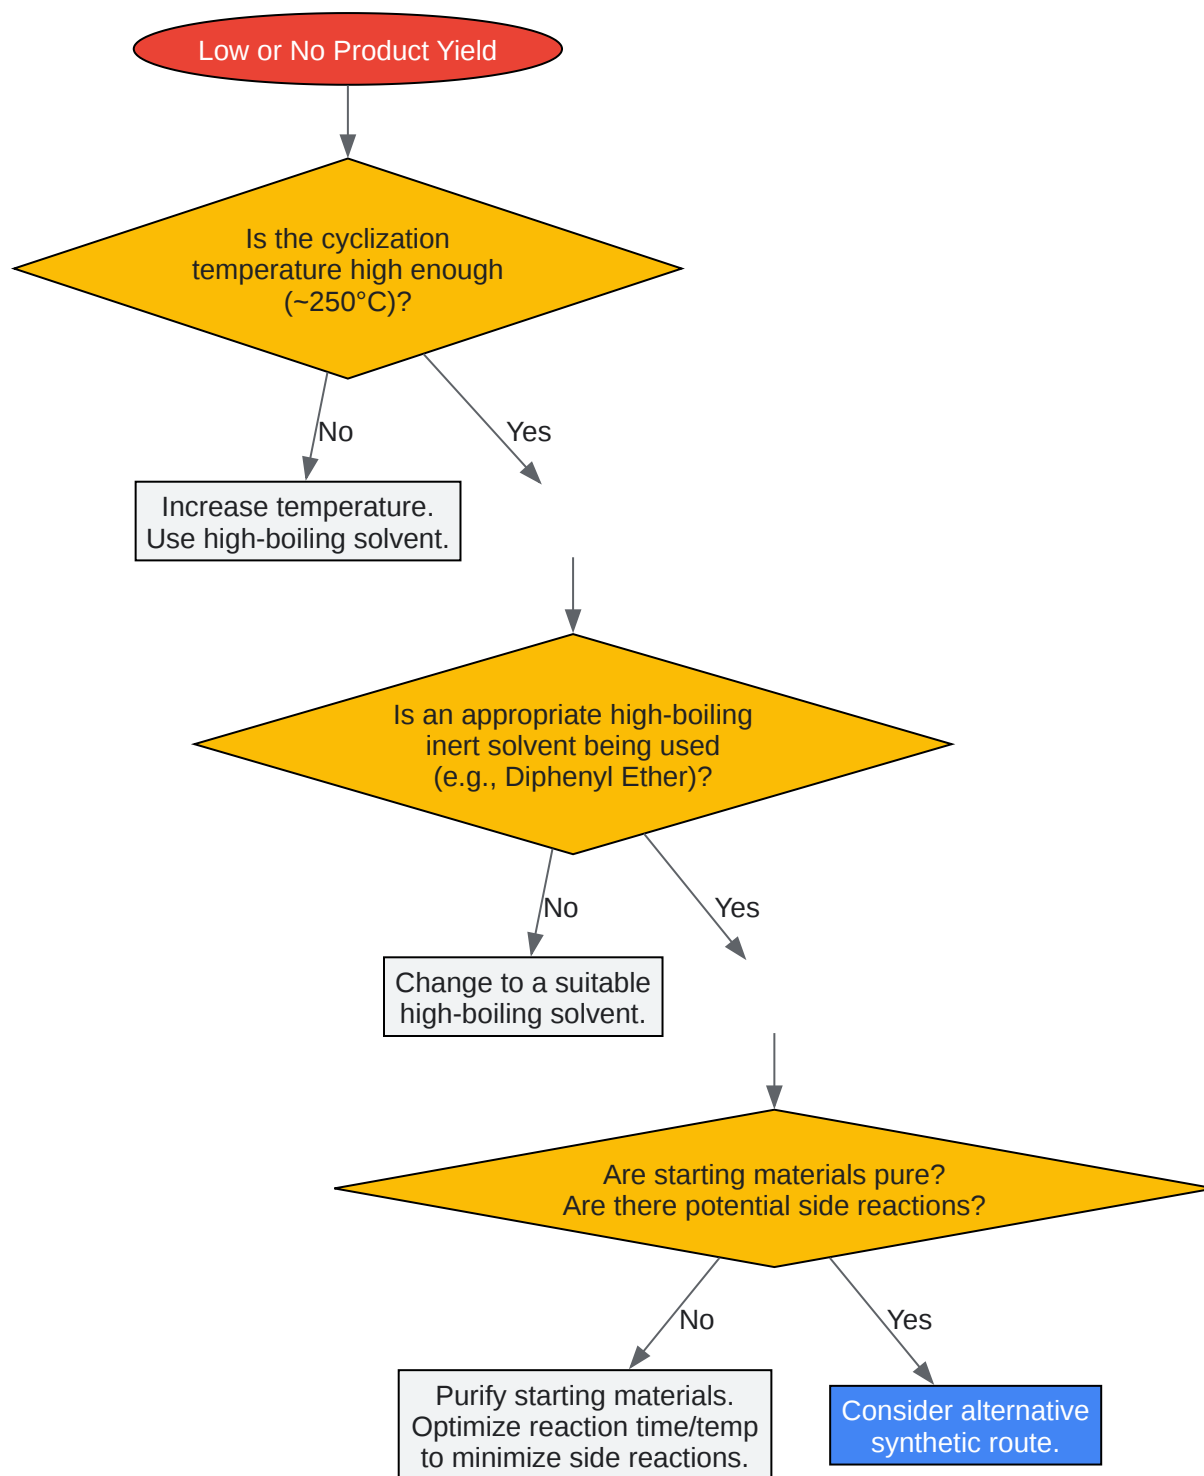 Low or No Product Yield
Is the cyclization
temperature high enough
(~250°C)?
No
Yes
Increase temperature.
Use high-boiling solvent.
Is an appropriate high-boiling
inert solvent being used
(e.g., Diphenyl Ether)?
No
Yes
Change to a suitable
high-boiling solvent.
Are starting materials pure?
Are there potential side reactions?
No
Yes
Purify starting materials.
Optimize reaction time/temp
to minimize side reactions.
Consider alternative
synthetic route.